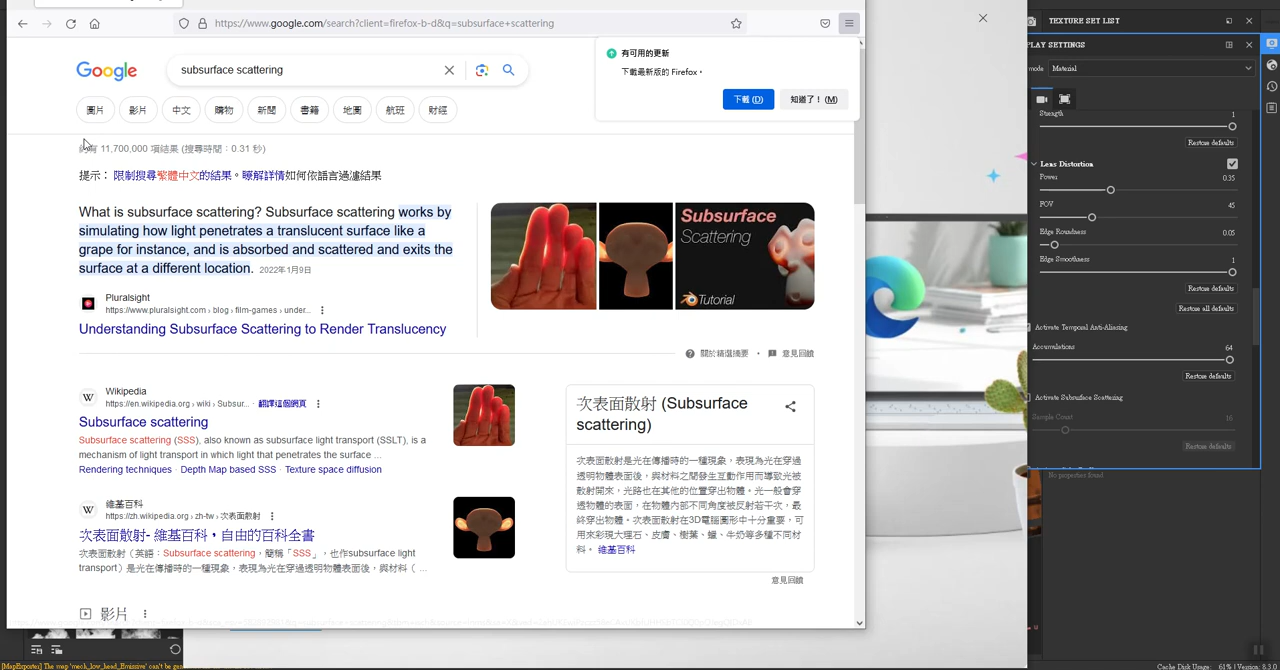 https://www.google.com/search?client=firefox-b-d&q=subsurface+scattering
Google
subsurface scattering
圖片
影片
中文
購物
新聞
書籍
地圖
航班
財經
有可用的更新
下載最新版的 Firefox。
下載 (D)
知道了！(M)
約有 11,700,000 項結果 (搜尋時間：0.31 秒)
提示： 限制搜尋繁體中文的結果。瞭解詳情如何依語言過濾結果
What is subsurface scattering? Subsurface scattering works by
simulating how light penetrates a translucent surface like a
grape for instance, and is absorbed and scattered and exits the
surface at a different location. 2022年1月9日
Pluralsight
https://www.pluralsight.com › blog › film-games › under...
Understanding Subsurface Scattering to Render Translucency
Subsurface
Scattering
Tutorial
關於精選摘要
•
意見回饋
Wikipedia
https://en.wikipedia.org › wiki › Subsur... · 翻譯這個網頁
Subsurface scattering
Subsurface scattering (SSS), also known as subsurface light transport (SSLT), is a
mechanism of light transport in which light that penetrates the surface ...
Rendering techniques · Depth Map based SSS · Texture space diffusion
維基百科
https://zh.wikipedia.org › zh-tw › 次表面散射
次表面散射- 維基百科，自由的百科全書
次表面散射（英語：Subsurface scattering，簡稱「SSS」，也作subsurface light
transport）是光在傳播時的一種現象，表現為光在穿過透明物體表面後，與材料（ ...
影片
次表面散射 (Subsurface
scattering)
次表面散射是光在傳播時的一種現象，表現為光在穿過
透明物體表面後，與材料之間發生互動作用而導致光被
散射開來，光路也在其他的位置穿出物體。光一般會穿
透物體的表面，在物體內部不同角度被反射若干次，最
終穿出物體。次表面散射在3D電腦圖形中十分重要，可
用來彩現大理石、皮膚、樹葉、蠟、牛奶等多種不同材
料。 維基百科
意見回饋
TEXTURE SET LIST
PLAY SETTINGS
mode
Material
Strength
1
Restore defaults
Lens Distortion
Power
0.35
FOV
45
Edge Roundness
0.05
Edge Smoothness
1
Restore defaults
Restore all defaults
Activate Temporal Anti-Aliasing
Accumulations
64
Restore defaults
Activate Subsurface Scattering
Sample Count
16
Restore defaults
No properties found
[MapExporter] The map 'mech_low_head_Emissive' can't be
Cache Disk Usage: 61% | Version: 8.3.0